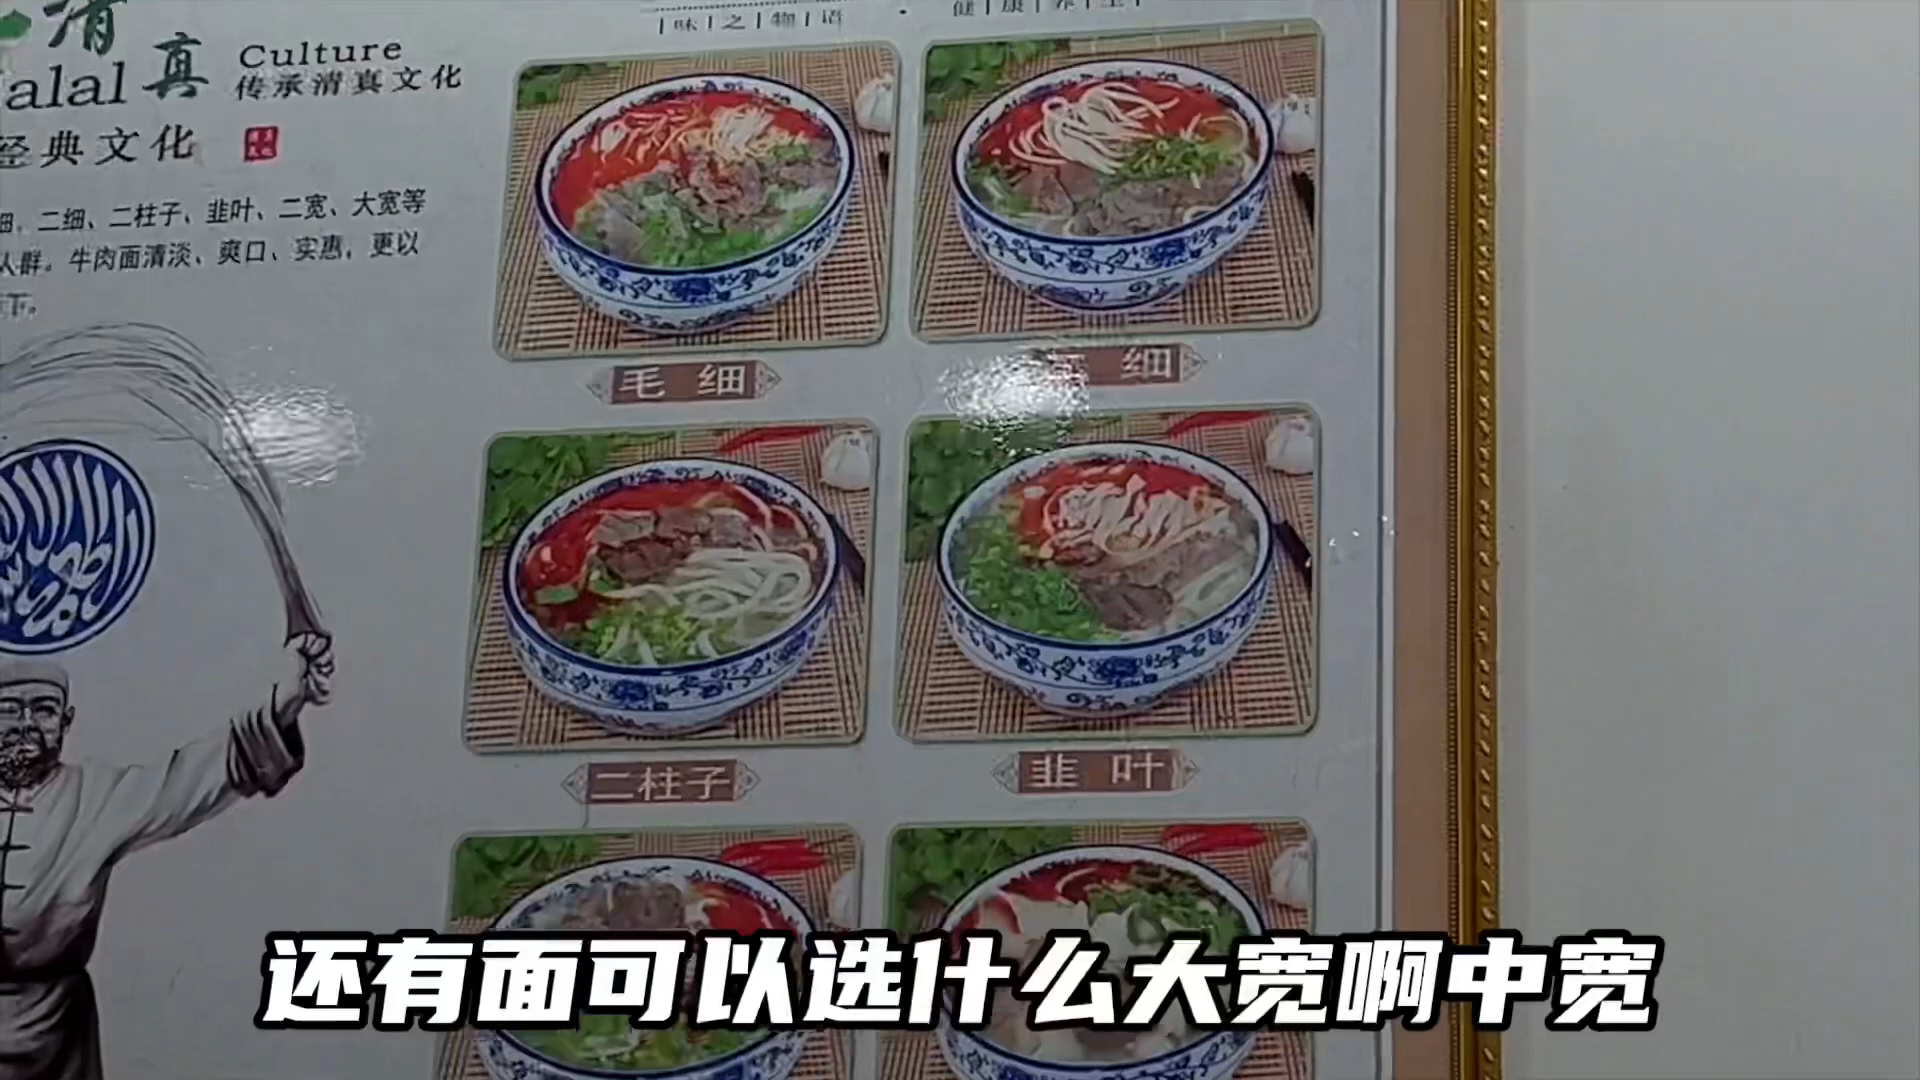 味之物语
清真
alal
Culture
传承清真文化
经典文化
细、二细、二柱子、韭叶、二宽、大宽等
人群。牛肉面清淡、爽口、实惠，更以
下。
毛 细
细
二柱子
韭 叶
还有面可以选什么大宽啊中宽